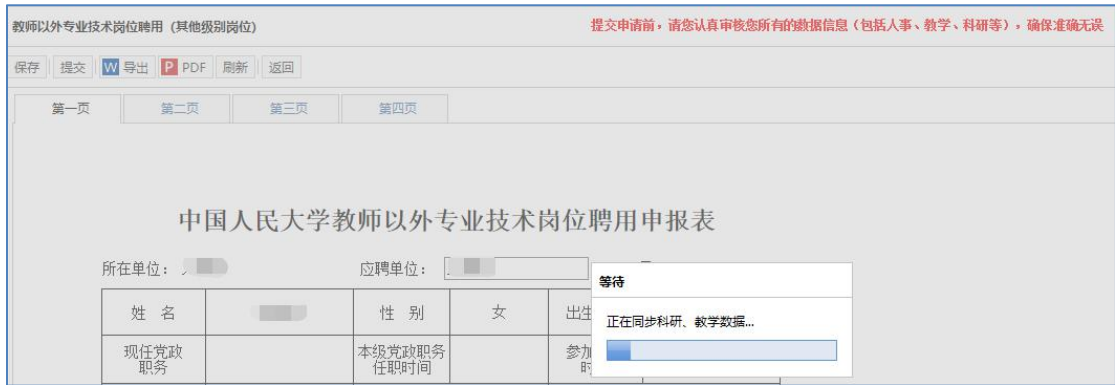 教师以外专业技术岗位聘用（其他级别岗位） 提交申请前，请您认真审核您所有的数据信息（包括人事、教学、科研等），确保准确无误
保存 提交 W 导出 P PDF 刷新 返回
第一页 第二页 第三页 第四页
中国人民大学教师以外专业技术岗位聘用申报表
所在单位： 应聘单位：
等待
姓 名 性 别 女 出生
正在同步科研、教学数据...
现任党政 本级党政职务 参加
职务 任职时间 时